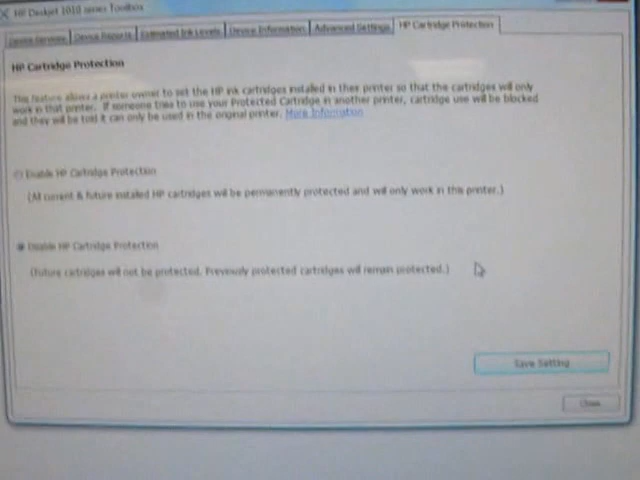 HP Deskjet 1010 series Toolbox
Device Services Device Reports Estimated Ink Levels Device Information Advanced Settings HP Cartridge Protection
HP Cartridge Protection
This feature allows a printer owner to set the HP ink cartridges installed in their printer so that the cartridges will only
work in that printer. If someone tries to use your Protected Cartridge in another printer, cartridge use will be blocked
and they will be told it can only be used in the original printer. More Information
Enable HP Cartridge Protection
(All current & future installed HP cartridges will be permanently protected and will only work in this printer.)
Disable HP Cartridge Protection
(Future cartridges will not be protected. Previously protected cartridges will remain protected.)
Save Setting
Close